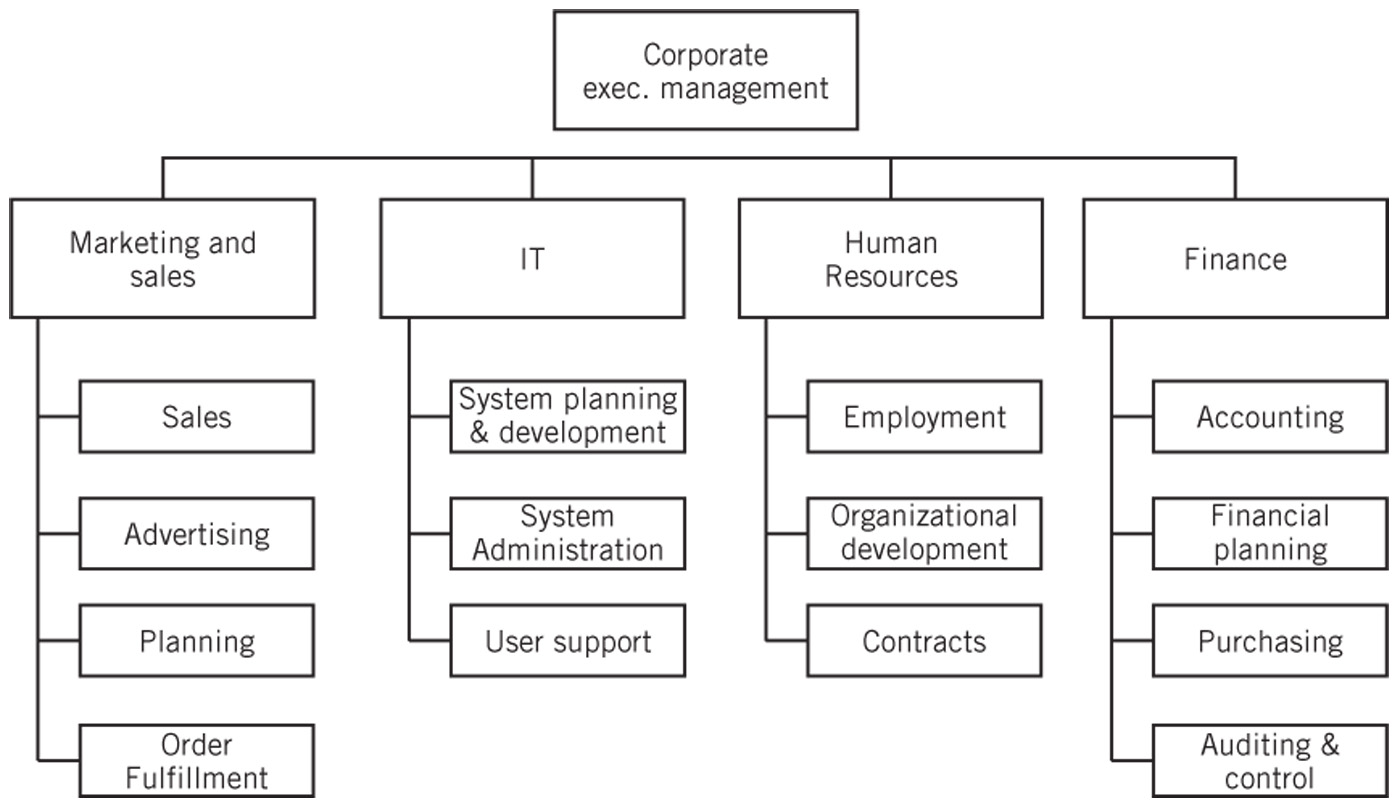 Corporate
exec. management
Marketing and
sales
IT
Human
Resources
Finance
Sales
Advertising
Planning
Order
Fulfillment
System planning
& development
System
Administration
User support
Employment
Organizational
development
Contracts
Accounting
Financial
planning
Purchasing
Auditing &
control